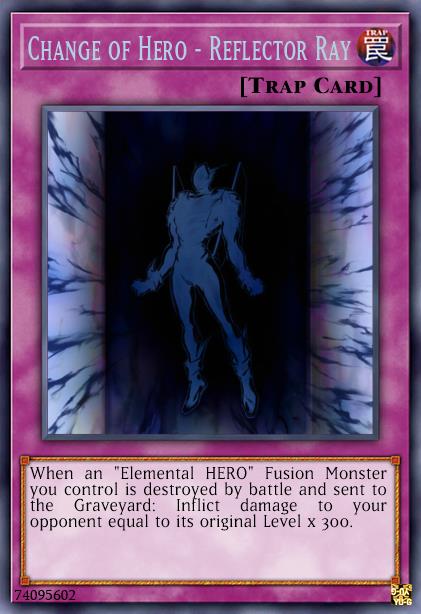 Change of Hero - Reflector Ray
TRAP
罠
[Trap Card]
When an "Elemental HERO" Fusion Monster
you control is destroyed by battle and sent to
the Graveyard: Inflict damage to your
opponent equal to its original Level x 300.
74095602